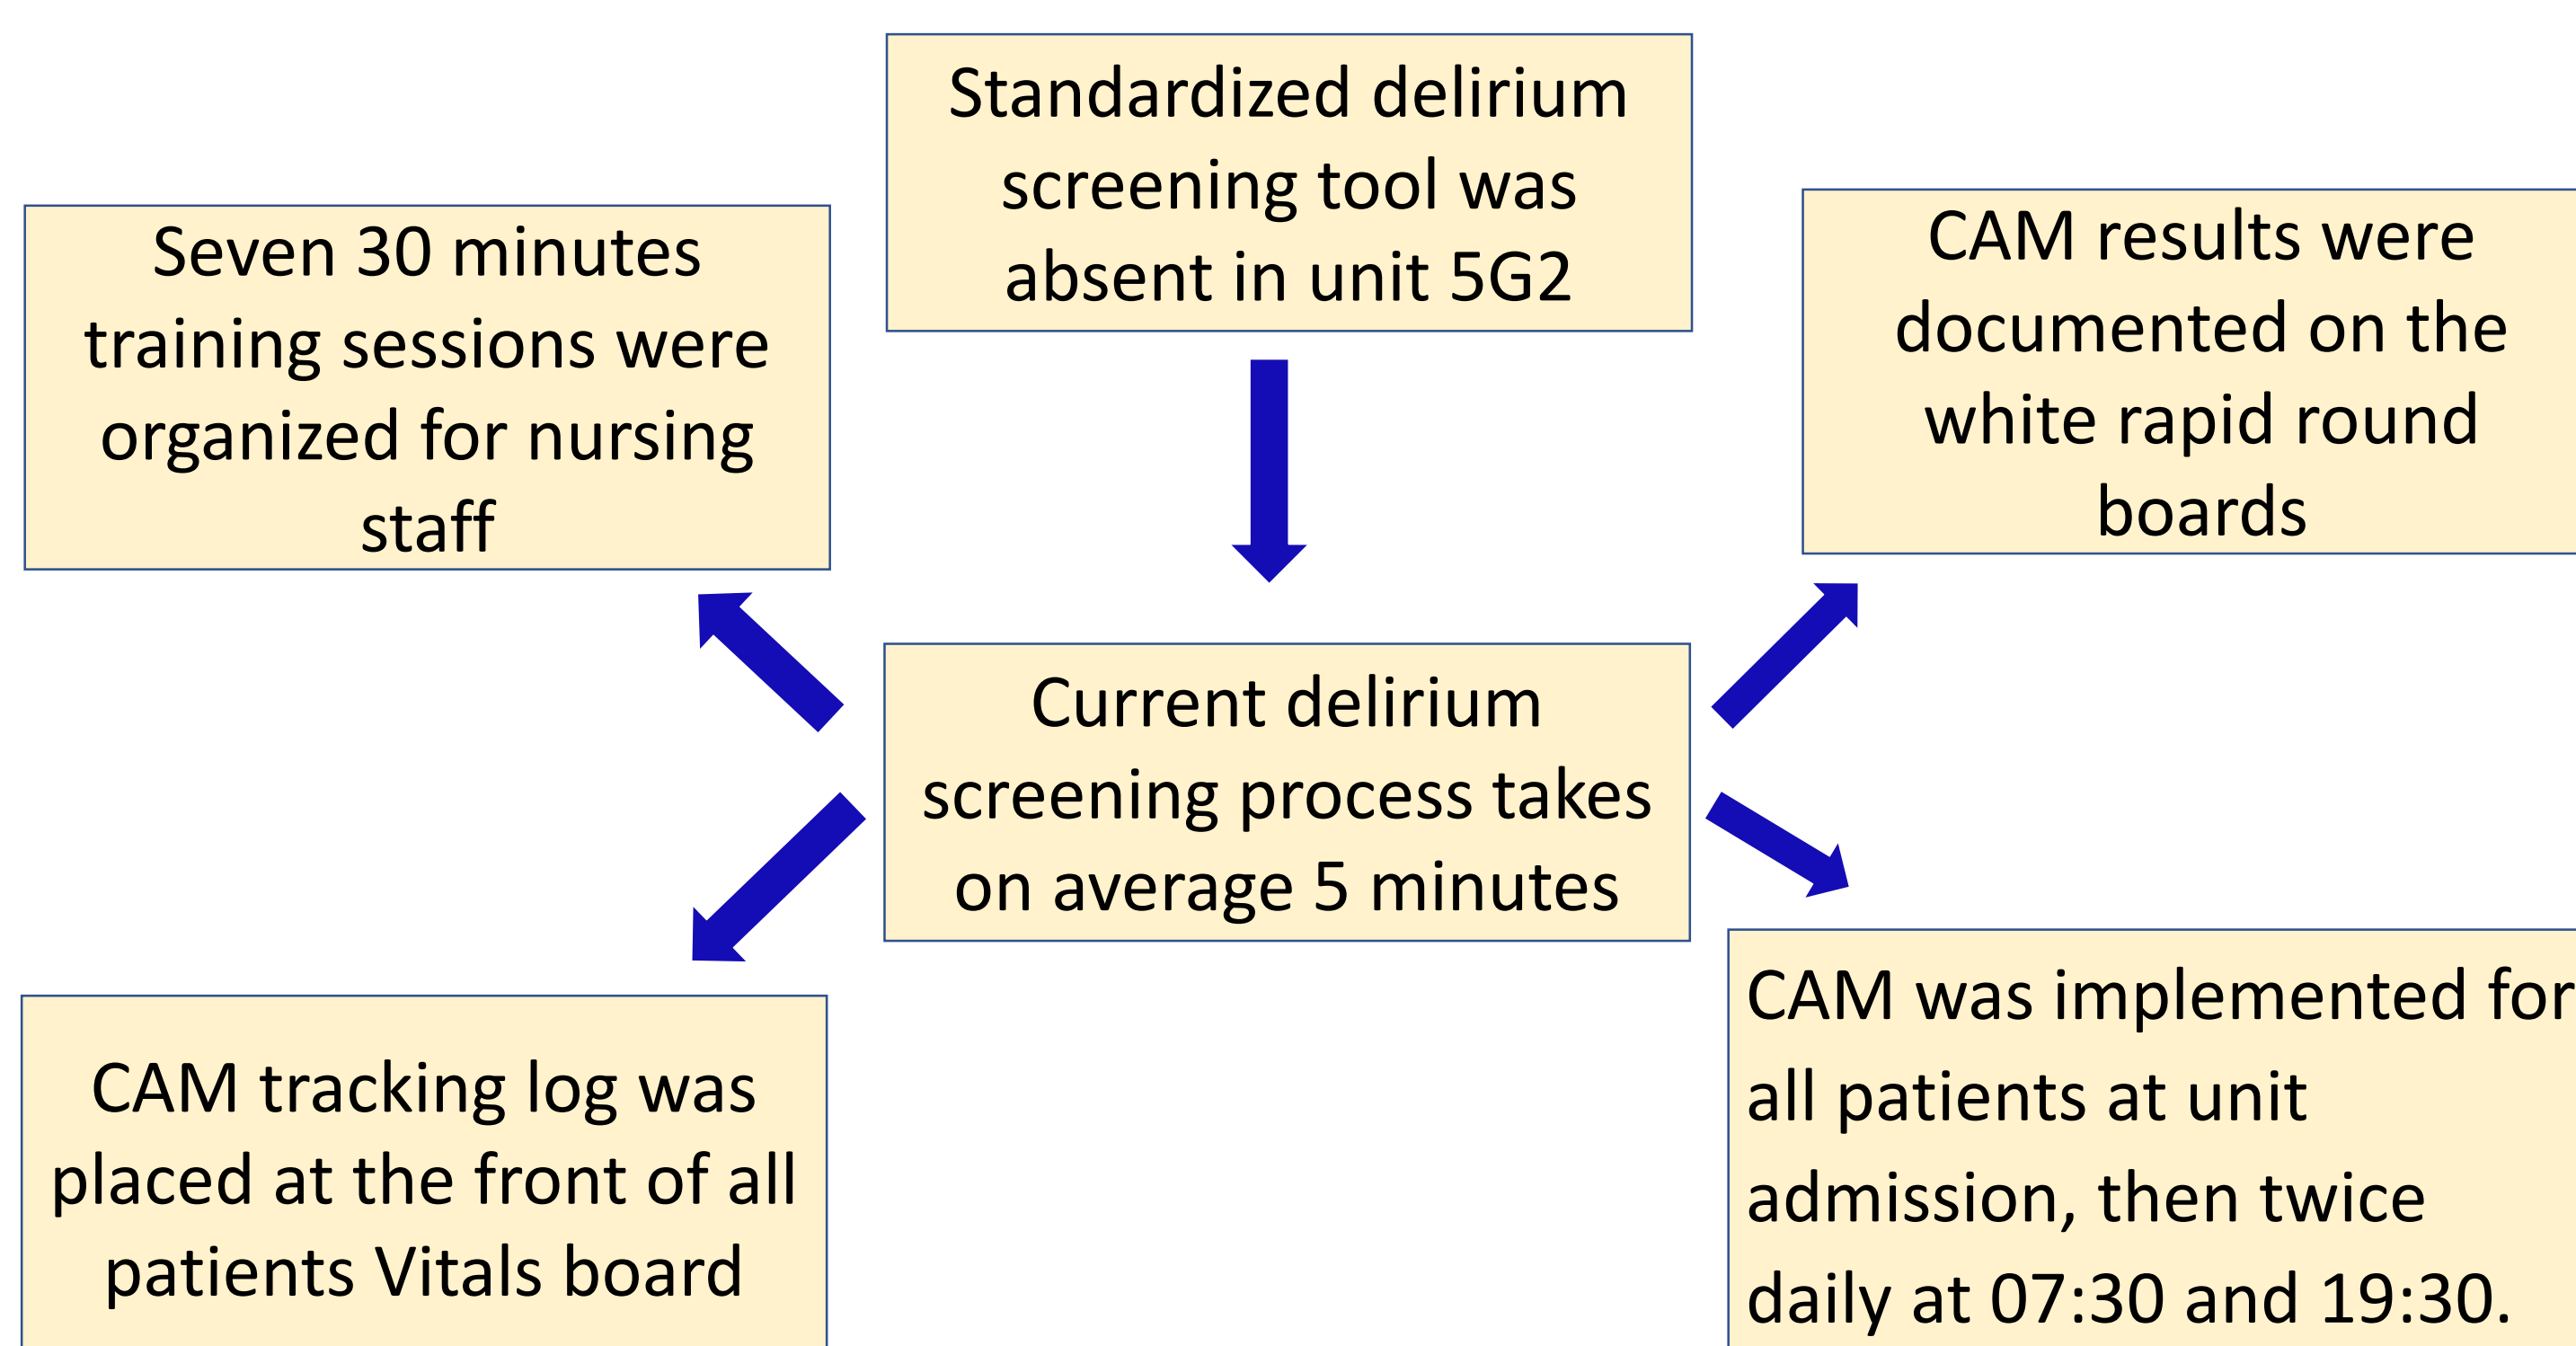 Standardized delirium
screening tool was
absent in unit 5G2
Seven 30 minutes
training sessions were
organized for nursing
staff
CAM results were
documented on the
white rapid round
boards
Current delirium
screening process takes
on average 5 minutes
CAM tracking log was
placed at the front of all
patients Vitals board
CAM was implemented for
all patients at unit
admission, then twice
daily at 07:30 and 19:30.